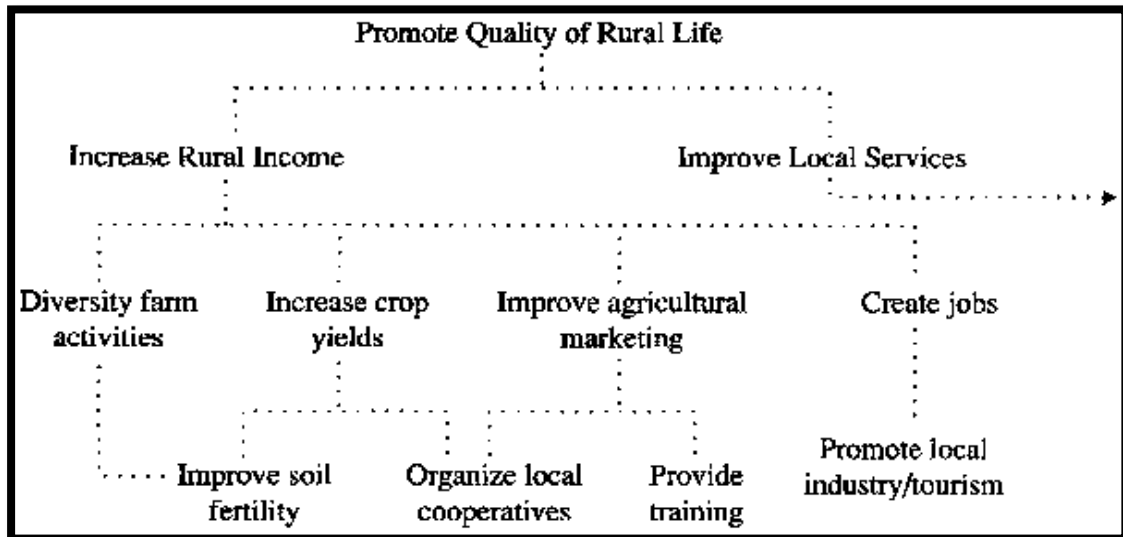 Promote Quality of Rural Life
Increase Rural Income
Improve Local Services
Diversity farm
activities
Increase crop
yields
Improve agricultural
marketing
Create jobs
Improve soil
fertility
Organize local
cooperatives
Provide
training
Promote local
industry/tourism